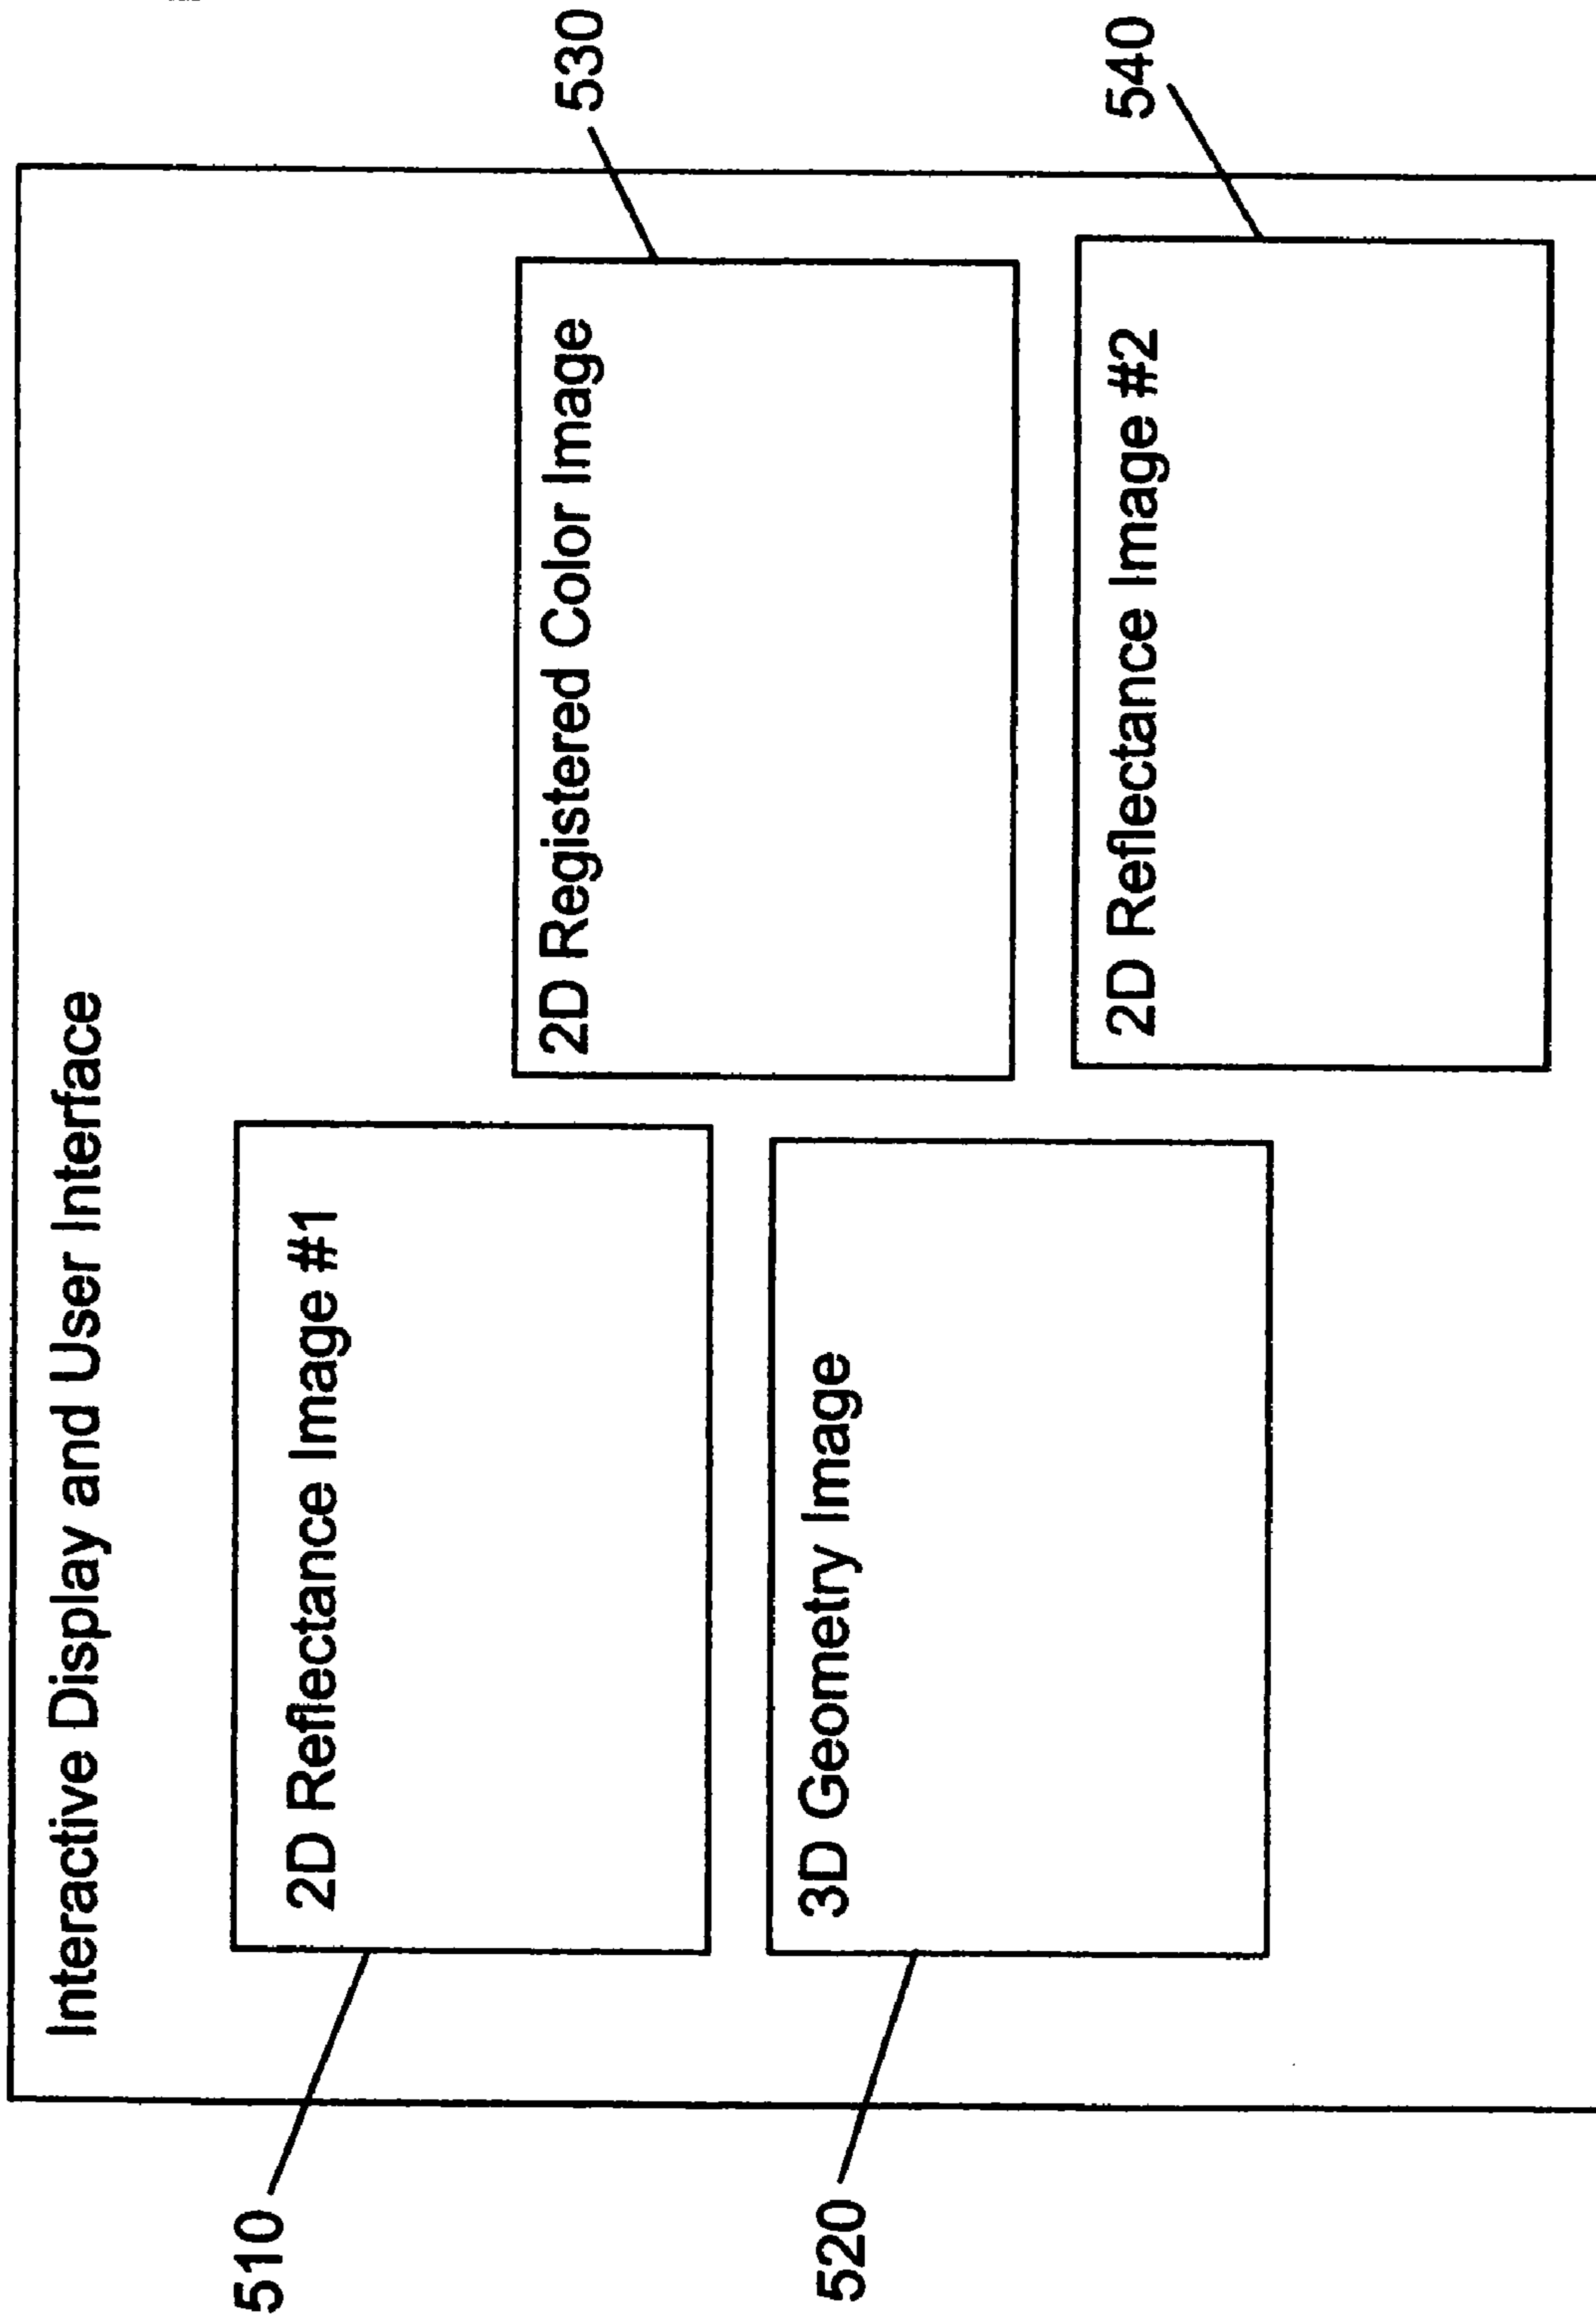 Interactive Display and User Interface
510
2D Reflectance Image #1
530
2D Registered Color Image
520
3D Geometry Image
540
2D Reflectance Image #2